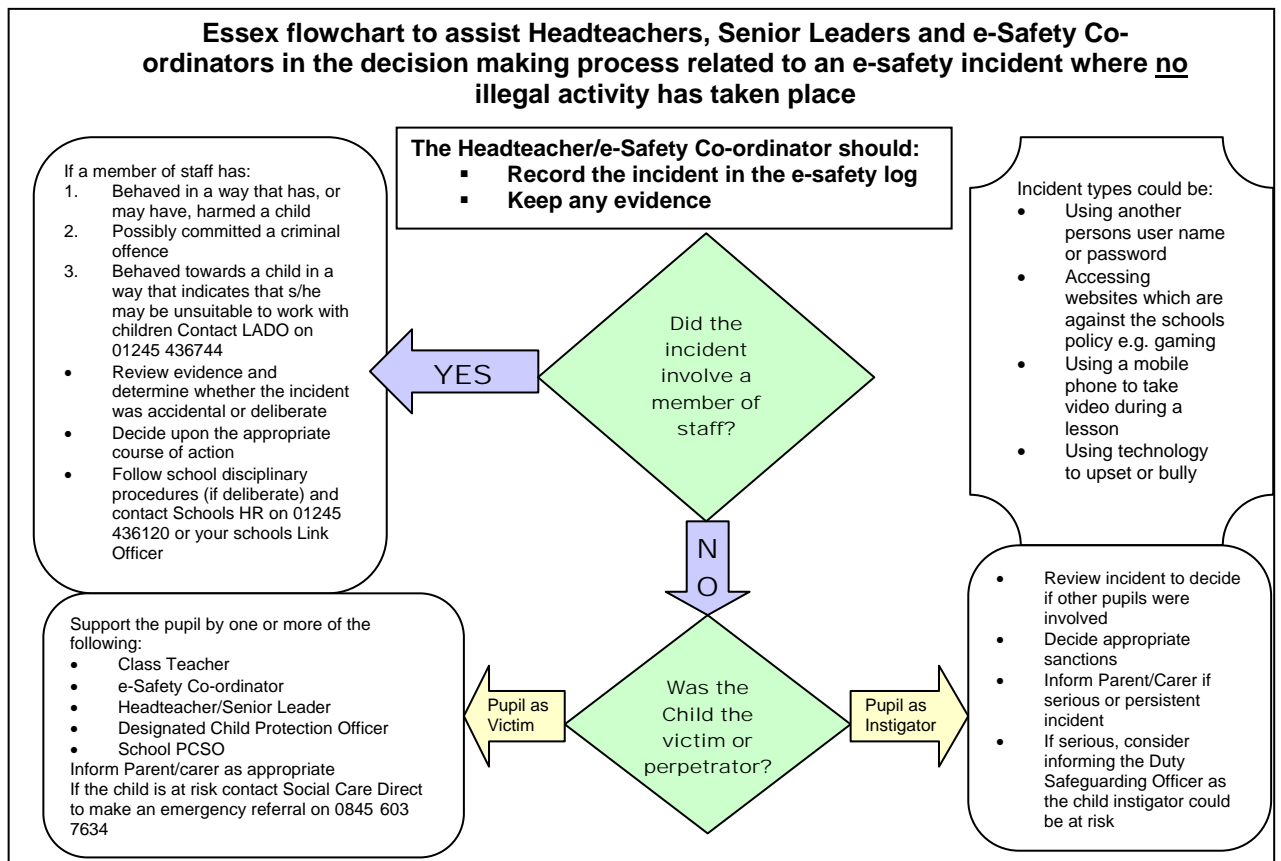 Essex flowchart to assist Headteachers, Senior Leaders and e-Safety Co-
ordinators in the decision making process related to an e-safety incident where no
illegal activity has taken place
The Headteacher/e-Safety Co-ordinator should:
▪ Record the incident in the e-safety log
▪ Keep any evidence
If a member of staff has:
1. Behaved in a way that has, or
may have, harmed a child
2. Possibly committed a criminal
offence
3. Behaved towards a child in a
way that indicates that s/he
may be unsuitable to work with
children Contact LADO on
01245 436744
• Review evidence and
determine whether the incident
was accidental or deliberate
• Decide upon the appropriate
course of action
• Follow school disciplinary
procedures (if deliberate) and
contact Schools HR on 01245
436120 or your schools Link
Officer
YES
Did the
incident
involve a
member of
staff?
Incident types could be:
• Using another
persons user name
or password
• Accessing
websites which are
against the schools
policy e.g. gaming
• Using a mobile
phone to take
video during a
lesson
• Using technology
to upset or bully
N
O
Support the pupil by one or more of the
following:
• Class Teacher
• e-Safety Co-ordinator
• Headteacher/Senior Leader
• Designated Child Protection Officer
• School PCSO
Inform Parent/carer as appropriate
If the child is at risk contact Social Care Direct
to make an emergency referral on 0845 603
7634
Pupil as
Victim
Was the
Child the
victim or
perpetrator?
Pupil as
Instigator
• Review incident to decide
if other pupils were
involved
• Decide appropriate
sanctions
• Inform Parent/Carer if
serious or persistent
incident
• If serious, consider
informing the Duty
Safeguarding Officer as
the child instigator could
be at risk